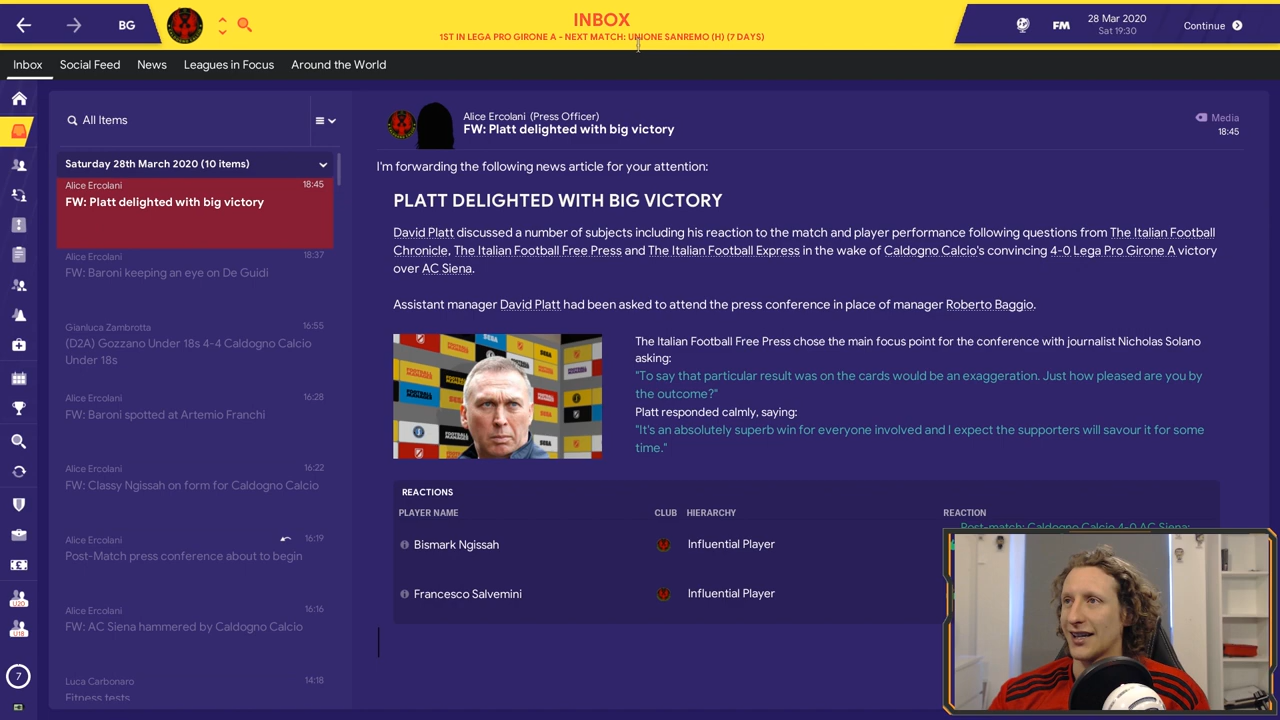 BG
INBOX
1ST IN LEGA PRO GIRONE A - NEXT MATCH: UNIONE SANREMO (H) (7 DAYS)
FM
28 Mar 2020
Sat 19:30
Continue
Inbox
Social Feed
News
Leagues in Focus
Around the World
All Items
Saturday 28th March 2020 (10 items)
Alice Ercolani 18:45
FW: Platt delighted with big victory
Alice Ercolani 18:37
FW: Baroni keeping an eye on De Guidi
Gianluca Zambrotta 16:55
(D2A) Gozzano Under 18s 4-4 Caldogno Calcio
Under 18s
Alice Ercolani 16:28
FW: Baroni spotted at Artemio Franchi
Alice Ercolani 16:22
FW: Classy Ngissah on form for Caldogno Calcio
Alice Ercolani 16:19
Post-Match press conference about to begin
Alice Ercolani 16:16
FW: AC Siena hammered by Caldogno Calcio
Luca Carbonaro 14:18
Fitness tests
U20
U18
7
Alice Ercolani (Press Officer)
FW: Platt delighted with big victory
Media
18:45
I'm forwarding the following news article for your attention:
PLATT DELIGHTED WITH BIG VICTORY
David Platt discussed a number of subjects including his reaction to the match and player performance following questions from The Italian Football
Chronicle, The Italian Football Free Press and The Italian Football Express in the wake of Caldogno Calcio's convincing 4-0 Lega Pro Girone A victory
over AC Siena.
Assistant manager David Platt had been asked to attend the press conference in place of manager Roberto Baggio.
SEGA
The Italian Football Free Press chose the main focus point for the conference with journalist Nicholas Solano
asking:
"To say that particular result was on the cards would be an exaggeration. Just how pleased are you by
the outcome?"
Platt responded calmly, saying:
"It's an absolutely superb win for everyone involved and I expect the supporters will savour it for some
time."
REACTIONS
PLAYER NAME CLUB HIERARCHY REACTION
Post-match: Caldogno Calcio 4-0 AC Siena:
Bismark Ngissah Influential Player
Francesco Salvemini Influential Player